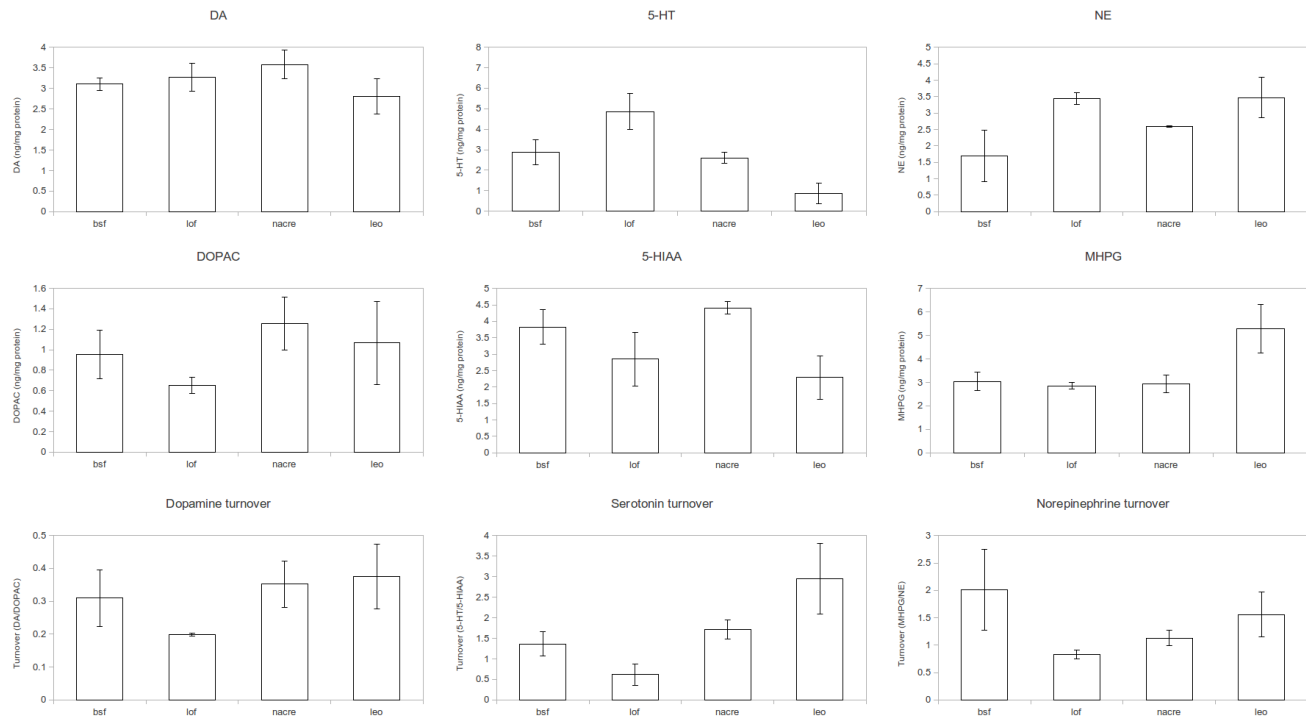 DA
DA (ng/mg protein)
4
3.5
3
2.5
2
1.5
1
0.5
0
bsf lof nacre leo
5-HT
5-HT (ng/mg protein)
8
7
6
5
4
3
2
1
0
bsf lof nacre leo
NE
NE (ng/mg protein)
5
4.5
4
3.5
3
2.5
2
1.5
1
0.5
0
bsf lof nacre leo
DOPAC
DOPAC (ng/mg protein)
1.6
1.4
1.2
1
0.8
0.6
0.4
0.2
0
bsf lof nacre leo
5-HIAA
5-HIAA (ng/mg protein)
5
4.5
4
3.5
3
2.5
2
1.5
1
0.5
0
bsf lof nacre leo
MHPG
MHPG (ng/mg protein)
7
6
5
4
3
2
1
0
bsf lof nacre leo
Dopamine turnover
Turnover (DA/DOPAC)
0.5
0.4
0.3
0.2
0.1
0
bsf lof nacre leo
Serotonin turnover
Turnover (5-HT/5-HIAA)
4
3.5
3
2.5
2
1.5
1
0.5
0
bsf lof nacre leo
Norepinephrine turnover
Turnover (MHPG/NE)
3
2.5
2
1.5
1
0.5
0
bsf lof nacre leo